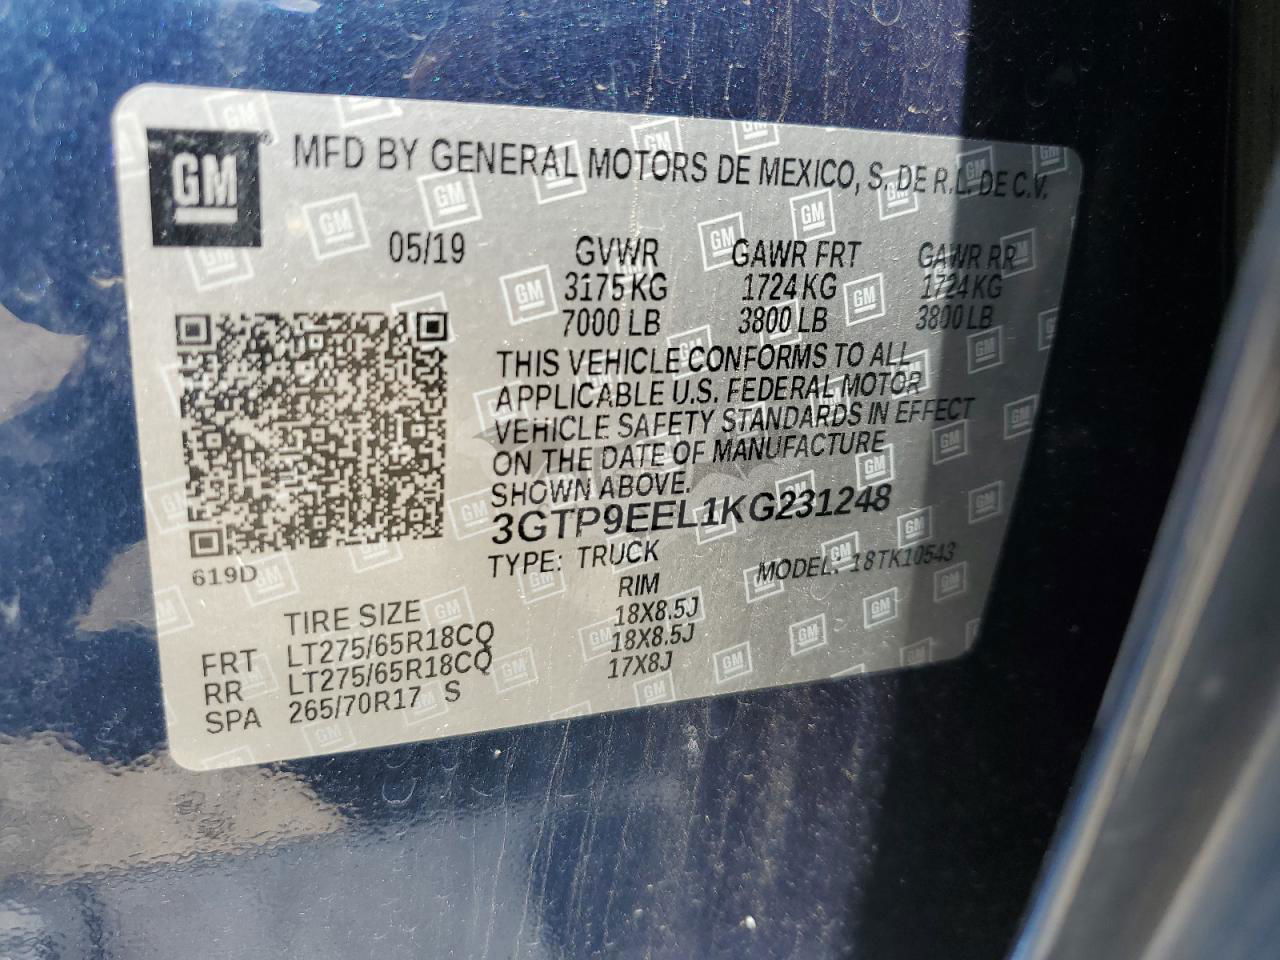 GM
MFD BY GENERAL MOTORS DE MEXICO, S. DE R.L. DE C.V.
05/19 GVWR GAWR FRT GAWR RR
3175 KG 1724 KG 1724 KG
7000 LB 3800 LB 3800 LB
THIS VEHICLE CONFORMS TO ALL
APPLICABLE U.S. FEDERAL MOTOR
VEHICLE SAFETY STANDARDS IN EFFECT
ON THE DATE OF MANUFACTURE
SHOWN ABOVE.
3GTP9EEL1KG231248
619D TYPE: TRUCK MODEL: 18TK10543
TIRE SIZE RIM
FRT LT275/65R18CQ 18X8.5J
RR LT275/65R18CQ 18X8.5J
SPA 265/70R17 S 17X8J